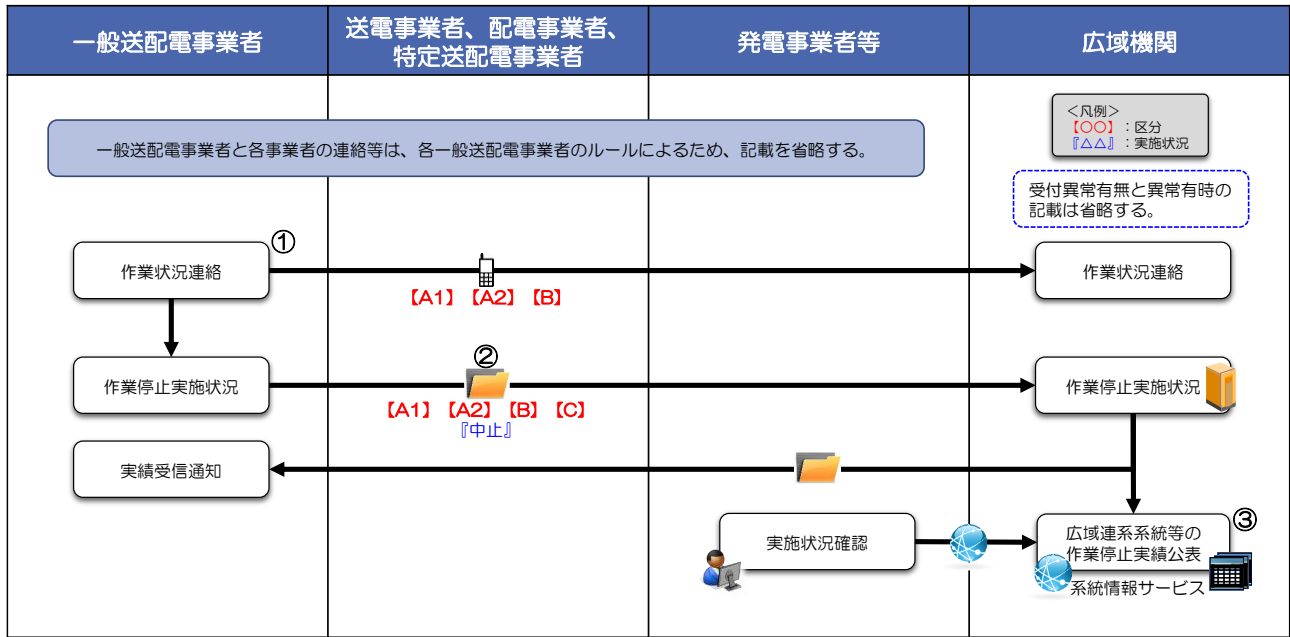 一般送配電事業者
送電事業者、配電事業者、
特定送配電事業者
発電事業者等
広域機関
<凡例>
【〇〇】：区分
『△△』：実施状況
一般送配電事業者と各事業者の連絡等は、各一般送配電事業者のルールによるため、記載を省略する。
受付異常有無と異常有時の
記載は省略する。
①
作業状況連絡
【A1】【A2】【B】
作業状況連絡
②
作業停止実施状況
【A1】【A2】【B】【C】
『中止』
作業停止実施状況
実績受信通知
実施状況確認
③
広域連系系統等の
作業停止実績公表
系統情報サービス